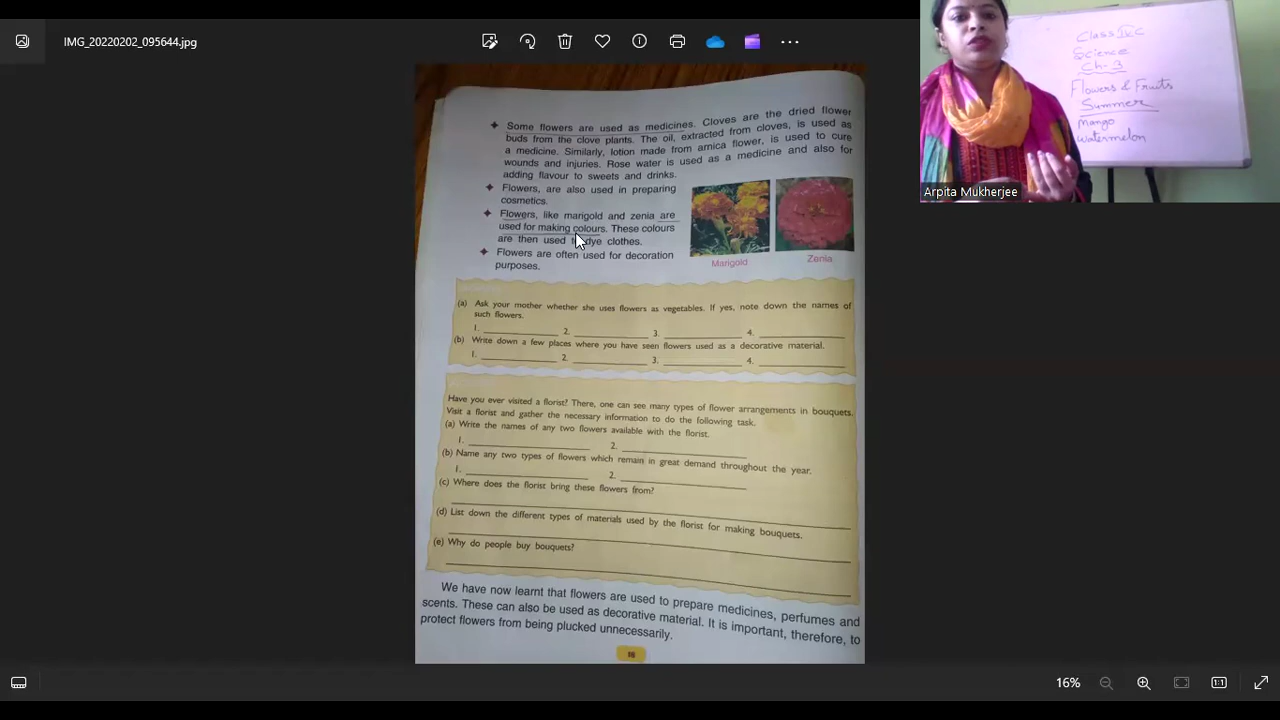 IMG_20220202_095644.jpg
Class IV C
Science
Ch-3
Flowers & Fruits
Summer
Mango
Watermelon
Arpita Mukherjee
Some flowers are used as medicines. Cloves are the dried flower
buds from the clove plants. The oil, extracted from cloves, is used as
a medicine. Similarly, lotion made from arnica flower, is used to cure
wounds and injuries. Rose water is used as a medicine and also for
adding flavour to sweets and drinks.
Flowers, are also used in preparing
cosmetics.
Flowers, like marigold and zenia are
used for making colours. These colours
are then used to dye clothes.
Flowers are often used for decoration
purposes.
Marigold
Zenia
(a) Ask your mother whether she uses flowers as vegetables. If yes, note down the names of
such flowers.
1. 2. 3. 4.
(b) Write down a few places where you have seen flowers used as a decorative material.
1. 2. 3. 4.
Have you ever visited a florist? There, one can see many types of flower arrangements in bouquets.
Visit a florist and gather the necessary information to do the following task.
(a) Write the names of any two flowers available with the florist.
1. 2.
(b) Name any two types of flowers which remain in great demand throughout the year.
1. 2.
(c) Where does the florist bring these flowers from?
(d) List down the different types of materials used by the florist for making bouquets.
(e) Why do people buy bouquets?
We have now learnt that flowers are used to prepare medicines, perfumes and
scents. These can also be used as decorative material. It is important, therefore, to
protect flowers from being plucked unnecessarily.
16%
1:1